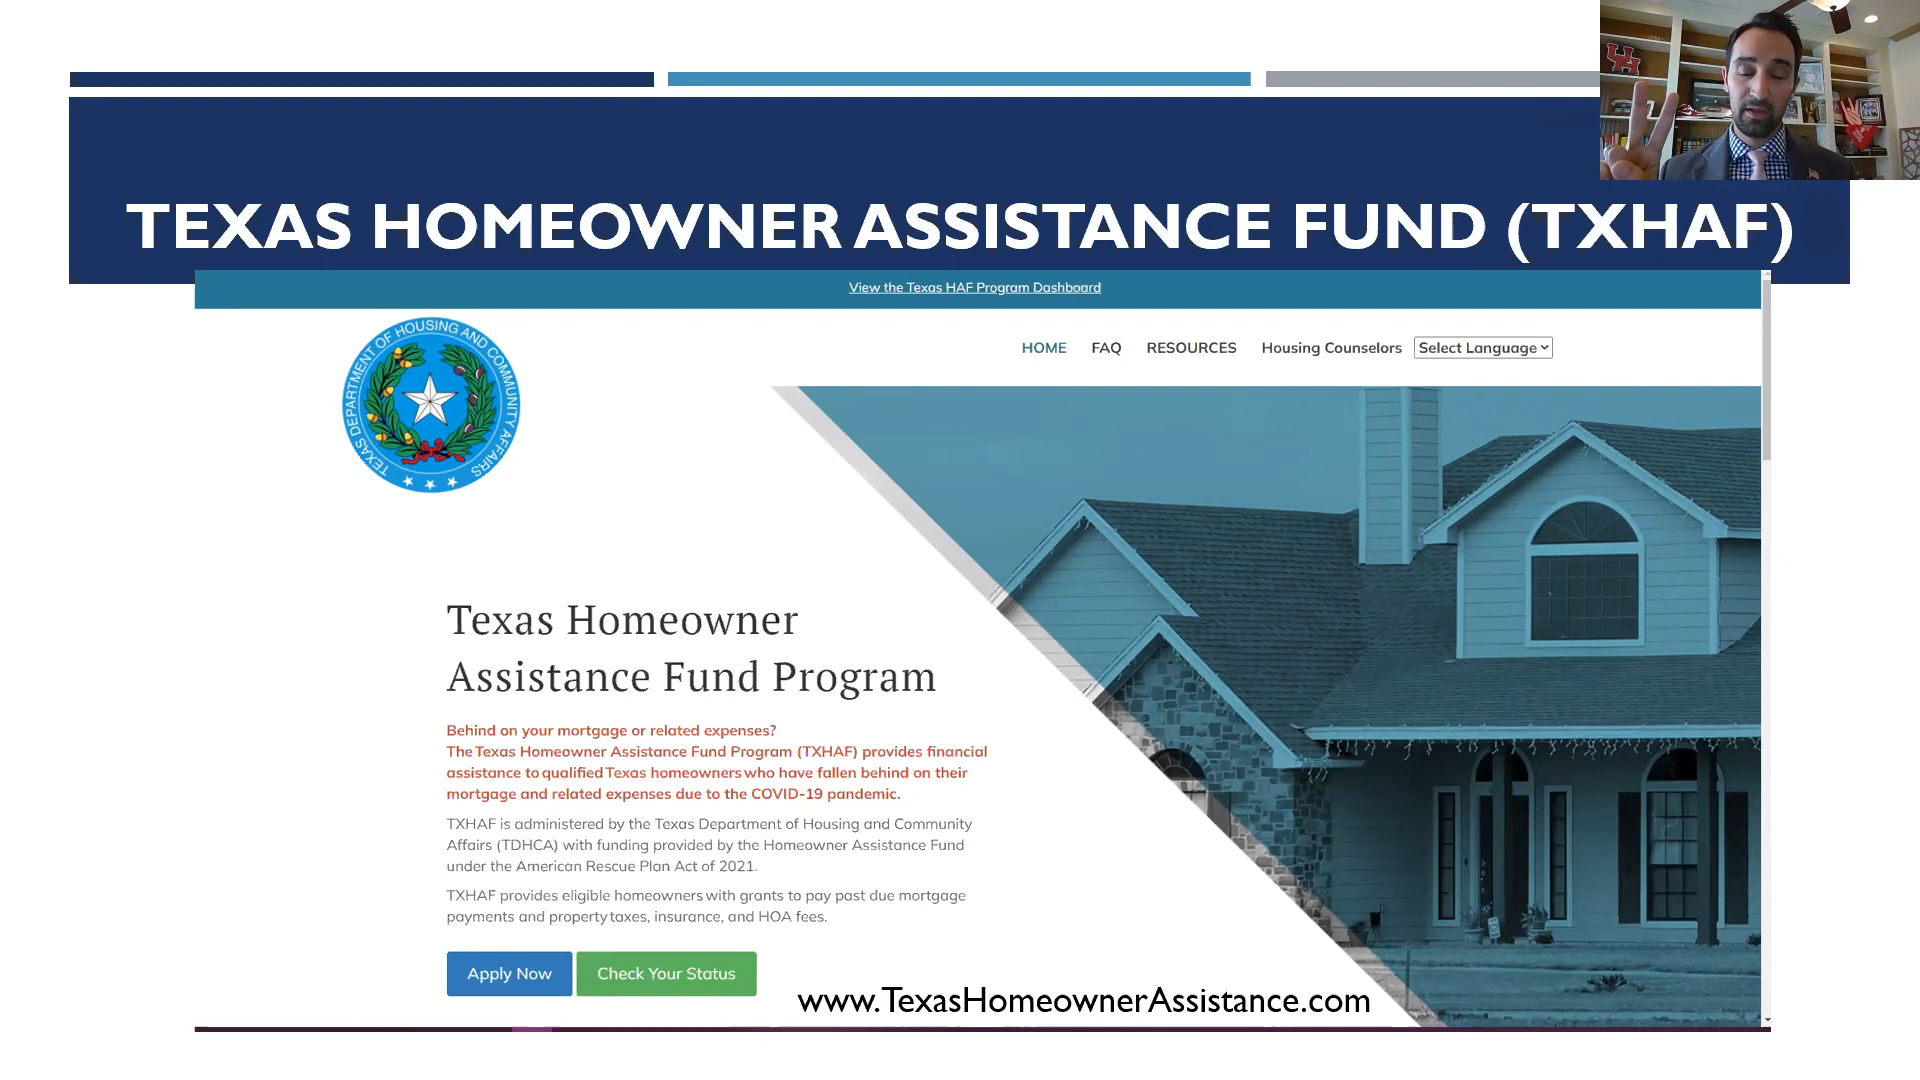 TEXAS HOMEOWNER ASSISTANCE FUND (TXHAF)
View the Texas HAF Program Dashboard
TEXAS DEPARTMENT OF HOUSING AND COMMUNITY AFFAIRS
HOME FAQ RESOURCES Housing Counselors Select Language
Texas Homeowner
Assistance Fund Program
Behind on your mortgage or related expenses?
The Texas Homeowner Assistance Fund Program (TXHAF) provides financial
assistance to qualified Texas homeowners who have fallen behind on their
mortgage and related expenses due to the COVID-19 pandemic.
TXHAF is administered by the Texas Department of Housing and Community
Affairs (TDHCA) with funding provided by the Homeowner Assistance Fund
under the American Rescue Plan Act of 2021.
TXHAF provides eligible homeowners with grants to pay past due mortgage
payments and property taxes, insurance, and HOA fees.
Apply Now Check Your Status
www.TexasHomeownerAssistance.com
UH